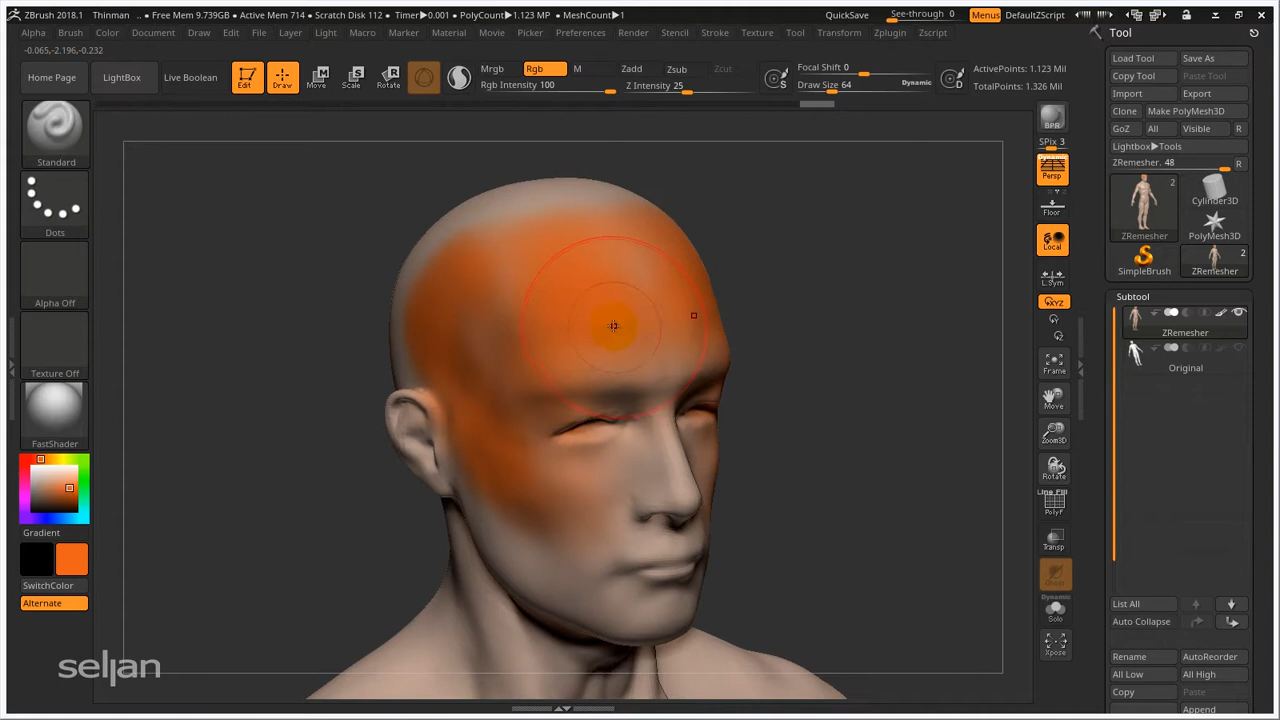 ZBrush 2018.1 Thinman .. • Free Mem 9.739GB • Active Mem 714 • Scratch Disk 112 • Timer▶0.001 • PolyCount▶1.123 MP • MeshCount▶1 QuickSave See-through 0 Menus DefaultZScript
Alpha Brush Color Document Draw Edit File Layer Light Macro Marker Material Movie Picker Preferences Render Stencil Stroke Texture Tool Transform Zplugin Zscript
-0.065,-2.196,-0.232
Home Page LightBox Live Boolean Edit Draw Move Scale Rotate
Mrgb Rgb M Zadd Zsub Zcut
Rgb Intensity 100 Z Intensity 25
S Focal Shift 0
Draw Size 64 Dynamic D
ActivePoints: 1.123 Mil
TotalPoints: 1.326 Mil
Standard
Dots
Alpha Off
Texture Off
FastShader
Gradient
SwitchColor
Alternate
seljan
BPR
SPix 3
Dynamic
Persp
Floor
Local
L.Sym
XYZ
Y
Z
Frame
Move
Zoom3D
Rotate
Line Fill
PolyF
Transp
Ghost
Dynamic
Solo
Xpose
Tool
Load Tool Save As
Copy Tool Paste Tool
Import Export
Clone Make PolyMesh3D
GoZ All Visible R
Lightbox▶Tools
ZRemesher. 48 R
2
ZRemesher
Cylinder3D
PolyMesh3D
SimpleBrush
2
ZRemesher
Subtool
ZRemesher
Original
List All
Auto Collapse
Rename AutoReorder
All Low All High
Copy Paste
Append